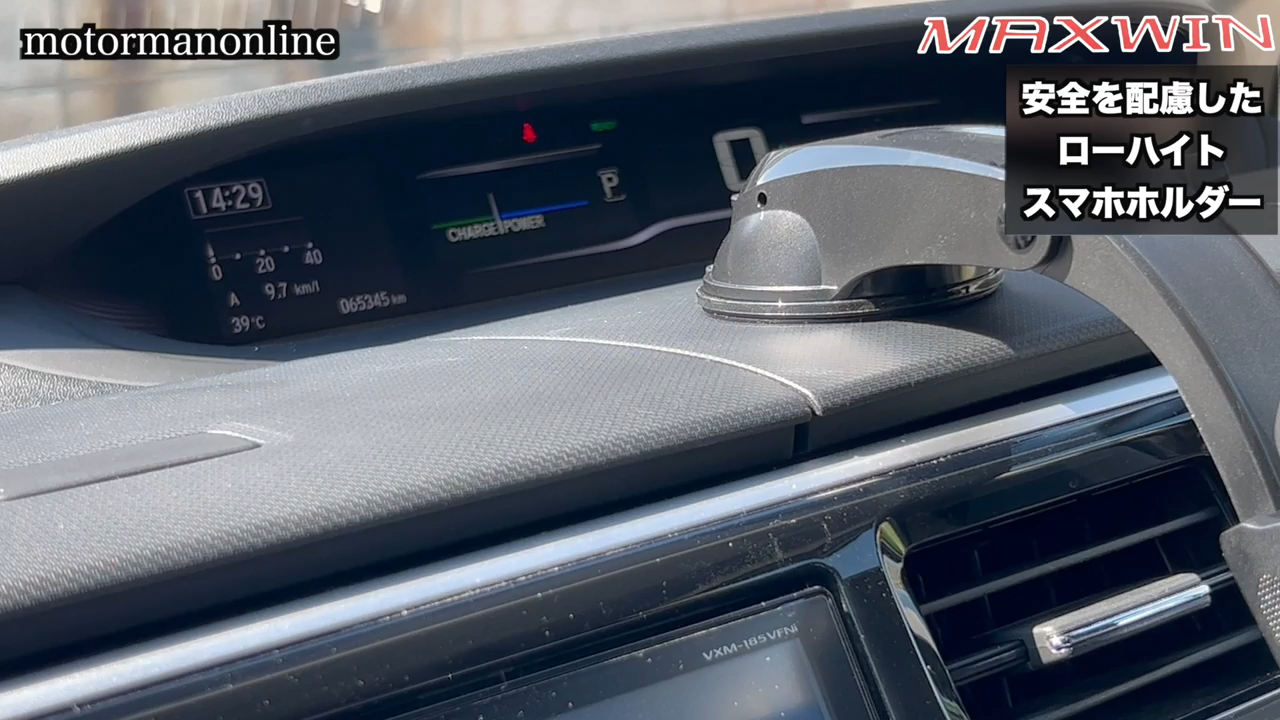 motormanonline
MAXWIN
安全を配慮した
ローハイト
スマホホルダー
14:29
0
P
CHARGE POWER
0 20 40
A 9.7 km/l
065345 km
39°C
VXM-185VFNi